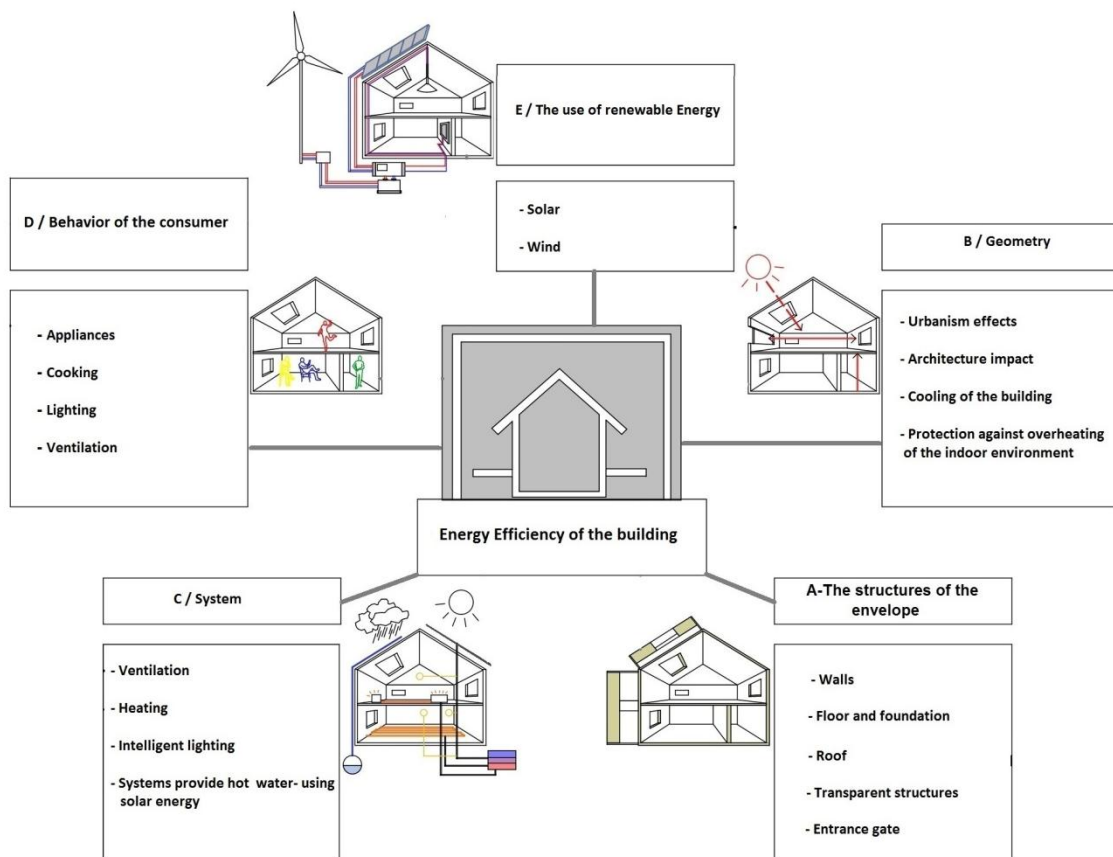 E / The use of renewable Energy
- Solar
- Wind
D / Behavior of the consumer
- Appliances
- Cooking
- Lighting
- Ventilation
B / Geometry
- Urbanism effects
- Architecture impact
- Cooling of the building
- Protection against overheating
of the indoor environment
Energy Efficiency of the building
C / System
- Ventilation
- Heating
- Intelligent lighting
- Systems provide hot water- using
solar energy
A-The structures of the
envelope
- Walls
- Floor and foundation
- Roof
- Transparent structures
- Entrance gate